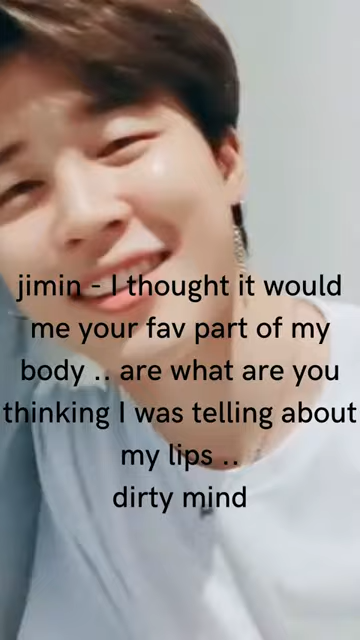 jimin - I thought it would
me your fav part of my
body .. are what are you
thinking I was telling about
my lips ..
dirty mind